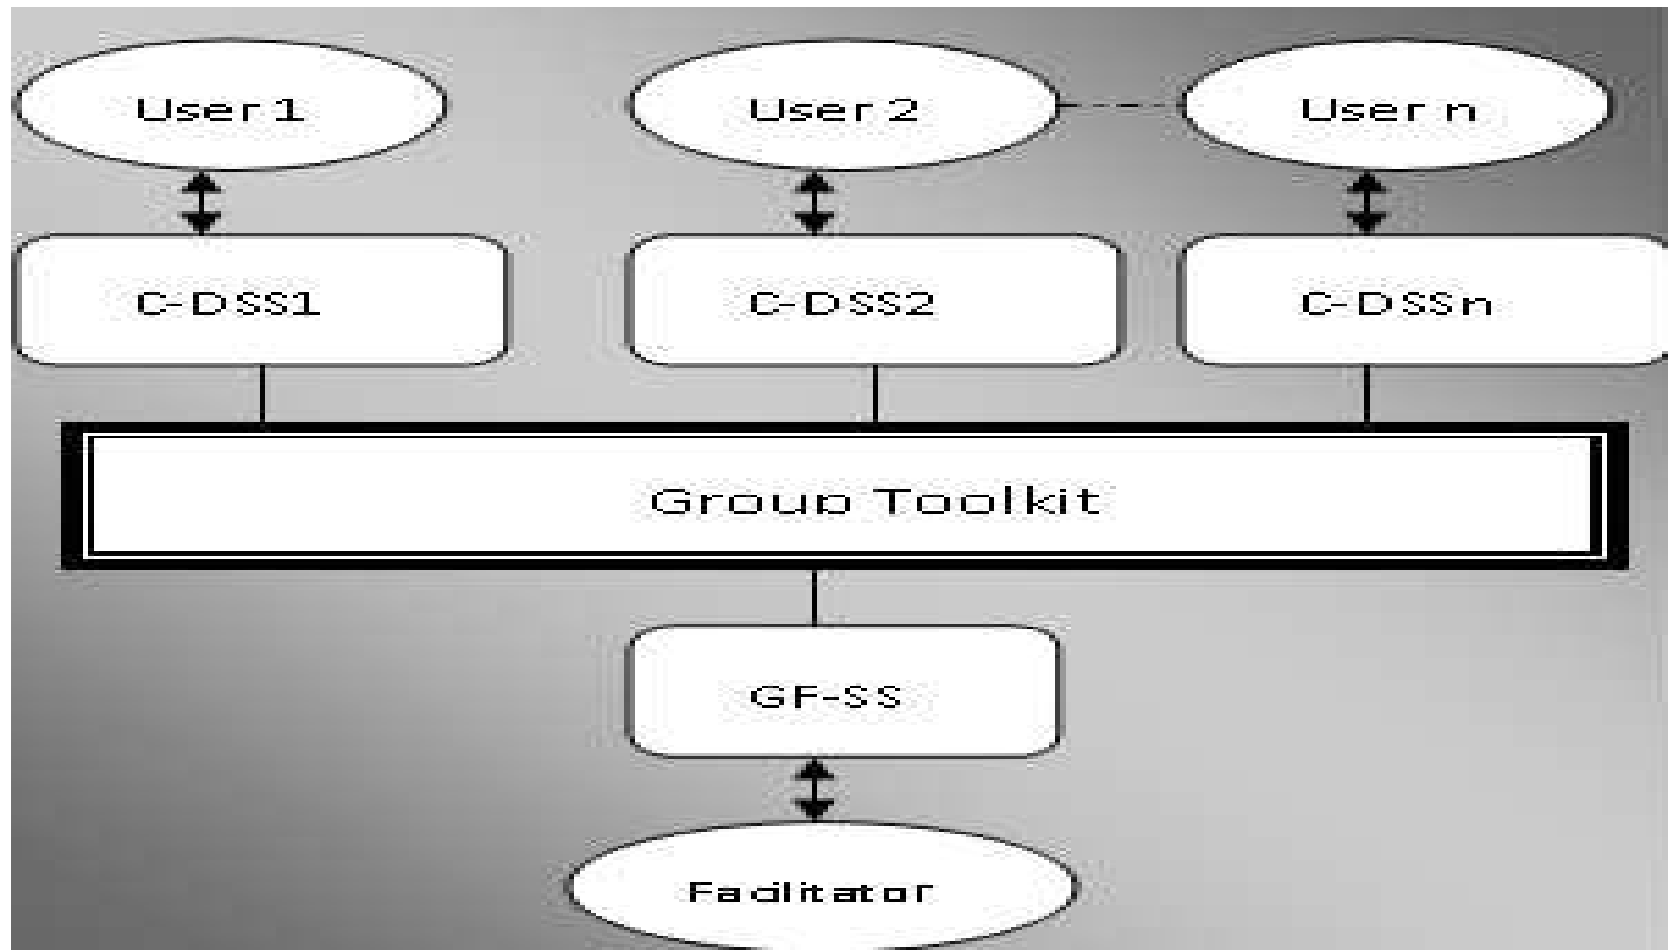 User 1
User 2
User n
C-DSS1
C-DSS2
C-DSSn
Group Toolkit
GF-SS
Facilitator